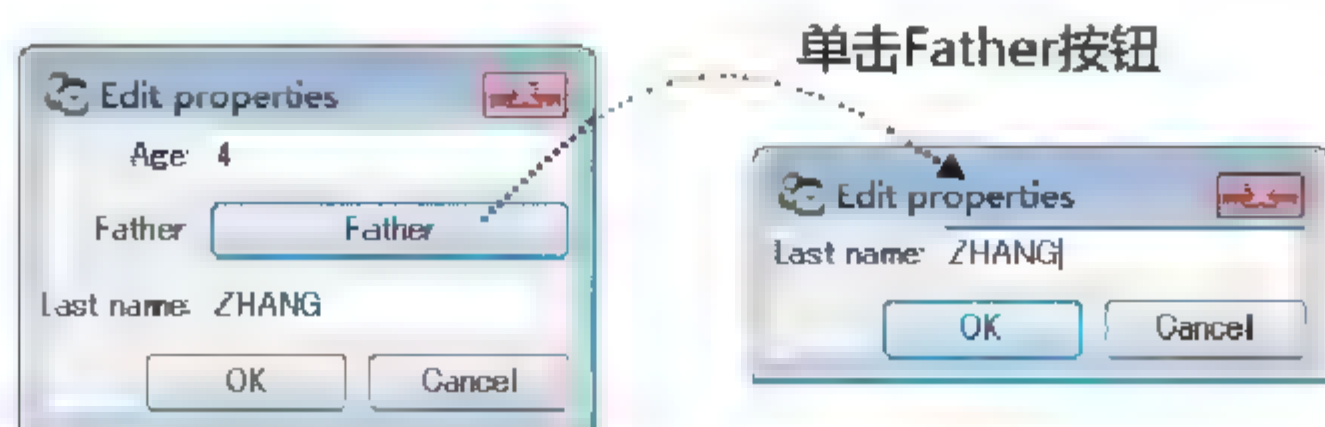 单击Father按钮
Edit properties
Age: 4
Father Father
Last name: ZHANG
OK Cancel
Edit properties
Last name: ZHANG
OK Cancel